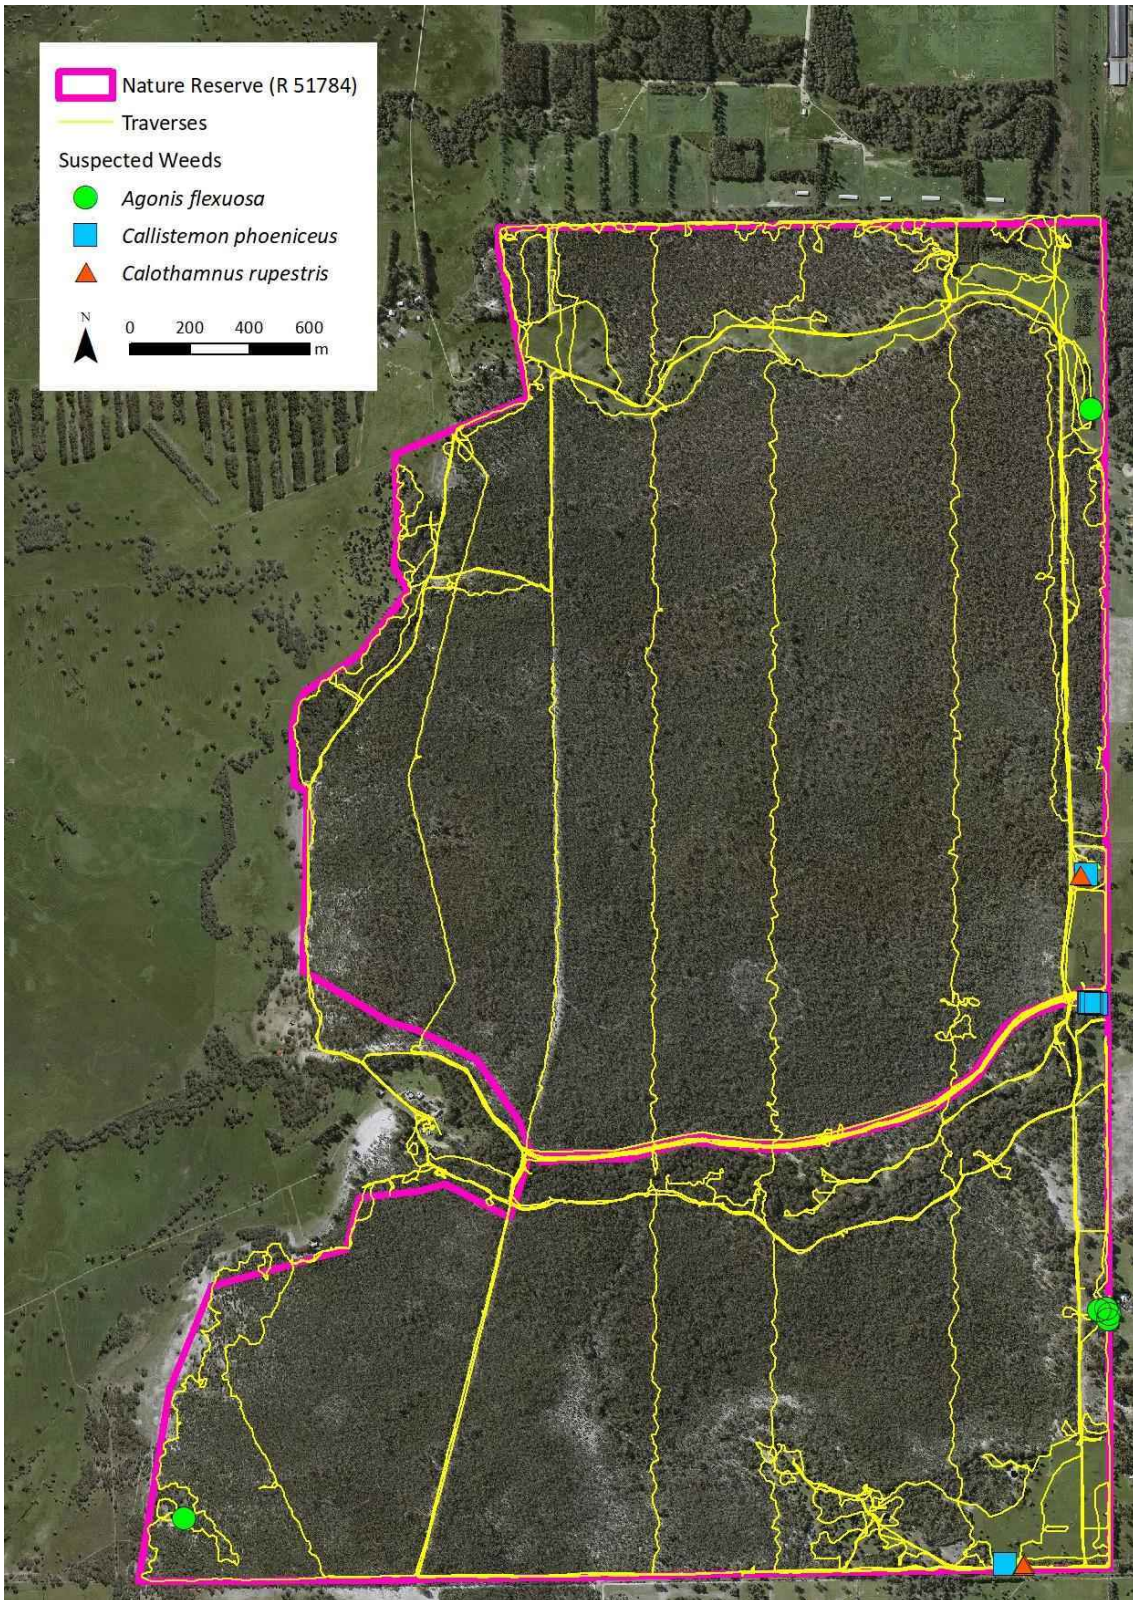 Nature Reserve (R 51784)
Traverses
Suspected Weeds
Agonis flexuosa
Callistemon phoeniceus
Calothamnus rupestris
N
0 200 400 600
m